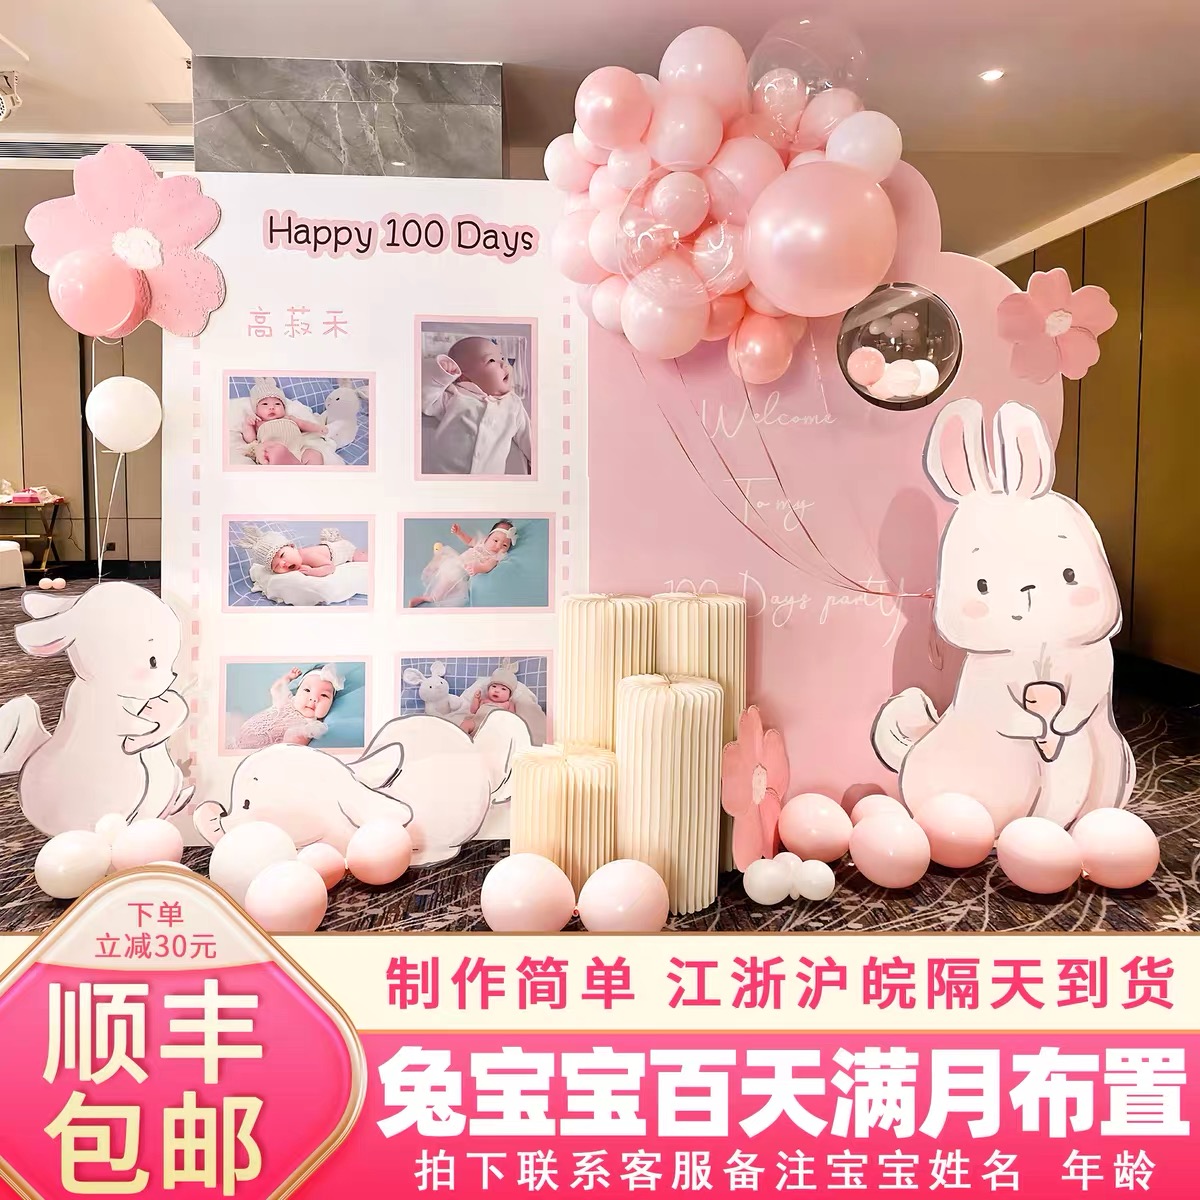 Happy 100 Days
高菽禾
Welcome
To my
100 Days party
下单
立减30元
顺丰
包邮
制作简单 江浙沪皖隔天到货
兔宝宝百天满月布置
拍下联系客服备注宝宝姓名 年龄